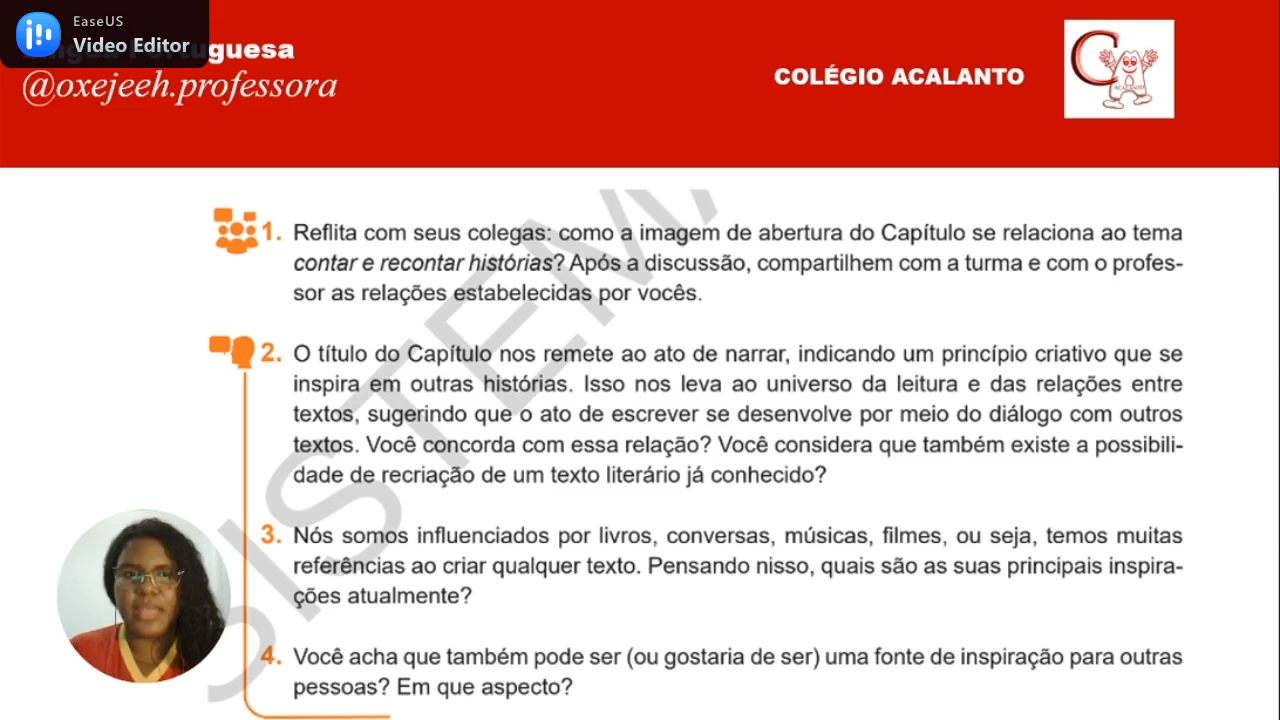 EaseUS
Video Editor
Língua Portuguesa
@oxejeeh.professora
COLÉGIO ACALANTO
C
ACALANTO
1. Reflita com seus colegas: como a imagem de abertura do Capítulo se relaciona ao tema
contar e recontar histórias? Após a discussão, compartilhem com a turma e com o profes-
sor as relações estabelecidas por vocês.
2. O título do Capítulo nos remete ao ato de narrar, indicando um princípio criativo que se
inspira em outras histórias. Isso nos leva ao universo da leitura e das relações entre
textos, sugerindo que o ato de escrever se desenvolve por meio do diálogo com outros
textos. Você concorda com essa relação? Você considera que também existe a possibili-
dade de recriação de um texto literário já conhecido?
3. Nós somos influenciados por livros, conversas, músicas, filmes, ou seja, temos muitas
referências ao criar qualquer texto. Pensando nisso, quais são as suas principais inspira-
ções atualmente?
4. Você acha que também pode ser (ou gostaria de ser) uma fonte de inspiração para outras
pessoas? Em que aspecto?
SISTEM